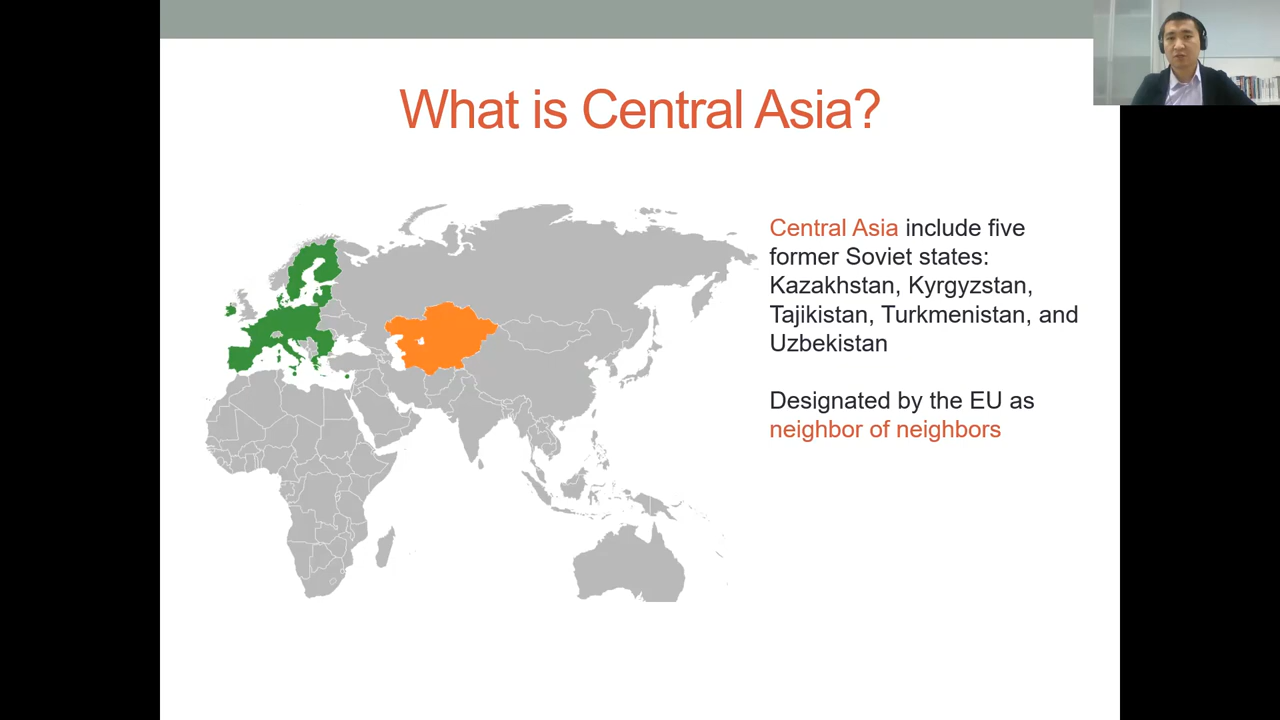 What is Central Asia?
Central Asia include five
former Soviet states:
Kazakhstan, Kyrgyzstan,
Tajikistan, Turkmenistan, and
Uzbekistan
Designated by the EU as
neighbor of neighbors